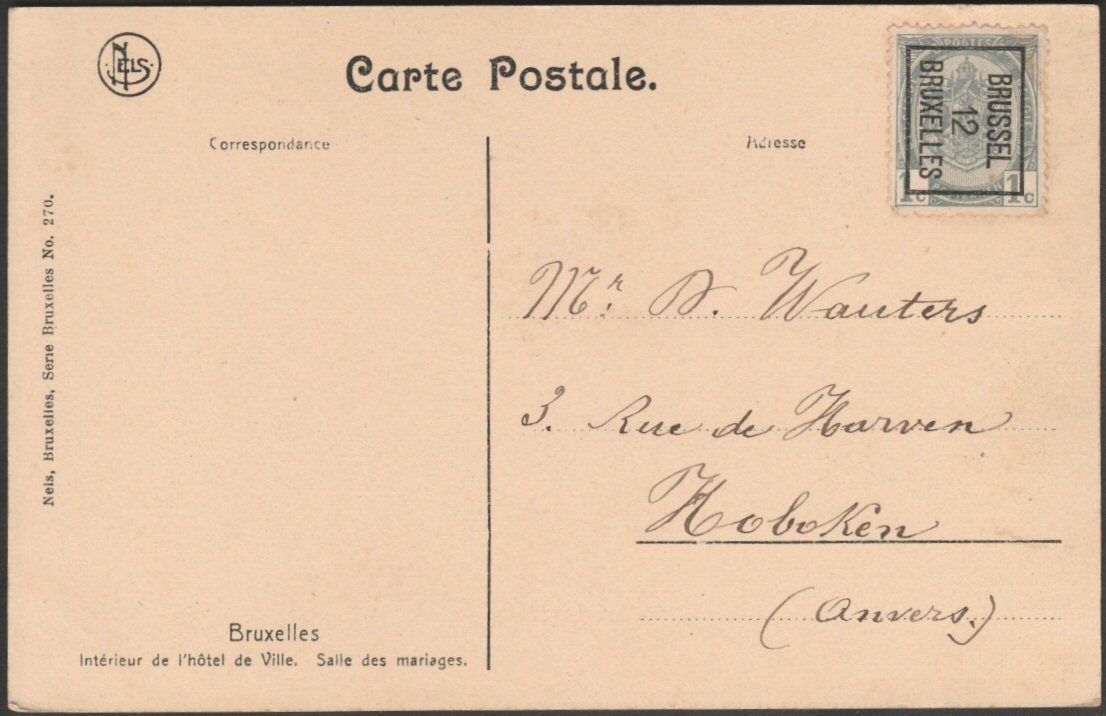 NELS
Carte Postale.
Correspondance
Adresse
POSTES
BRUSSEL
12
BRUXELLES
1c 1c
Nels, Bruxelles, Serie Bruxelles No. 270.
Mr. D. Wauters
3. Rue de Harven
Hoboken
(Anvers.)
Bruxelles
Intérieur de l'hôtel de Ville. Salle des mariages.